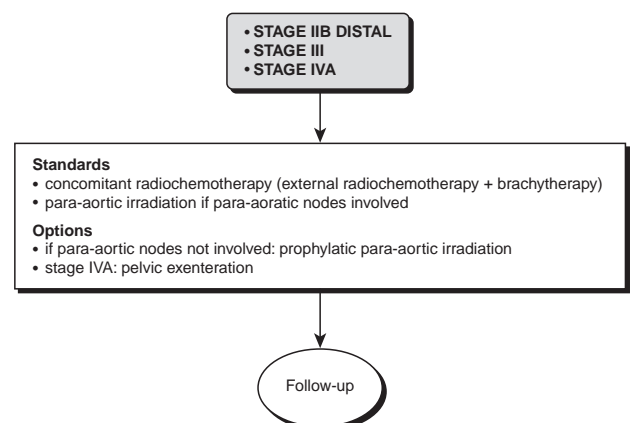 • STAGE IIB DISTAL
• STAGE III
• STAGE IVA
Standards
• concomitant radiochemotherapy (external radiochemotherapy + brachytherapy)
• para-aortic irradiation if para-aoratic nodes involved
Options
• if para-aortic nodes not involved: prophylatic para-aortic irradiation
• stage IVA: pelvic exenteration
Follow-up